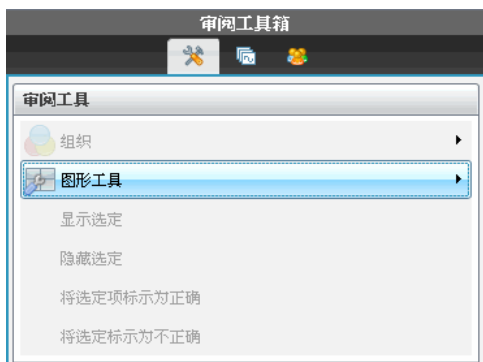 审阅工具箱
审阅工具
组织
图形工具
显示选定
隐藏选定
将选定项标示为正确
将选定标示为不正确